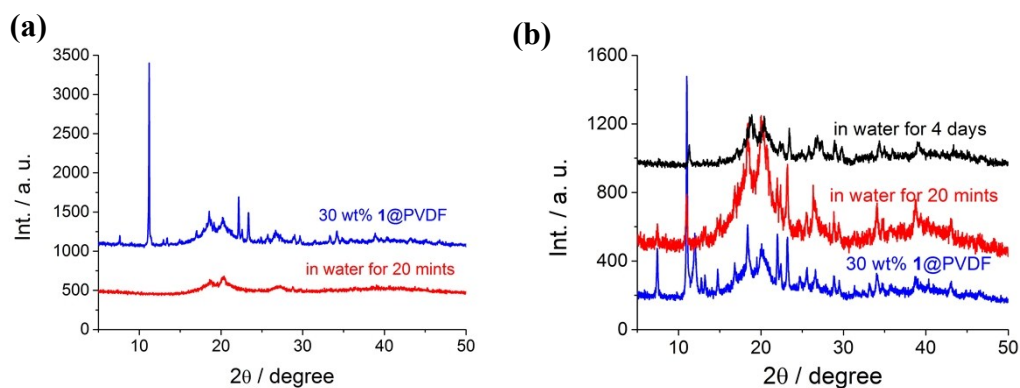 (a)
3500
3000
2500
2000
1500
1000
500
0
Int. / a. u.
30 wt% 1@PVDF
in water for 20 mints
10 20 30 40 50
2θ / degree
(b)
1600
1200
800
400
0
Int. / a. u.
in water for 4 days
in water for 20 mints
30 wt% 1@PVDF
10 20 30 40 50
2θ / degree